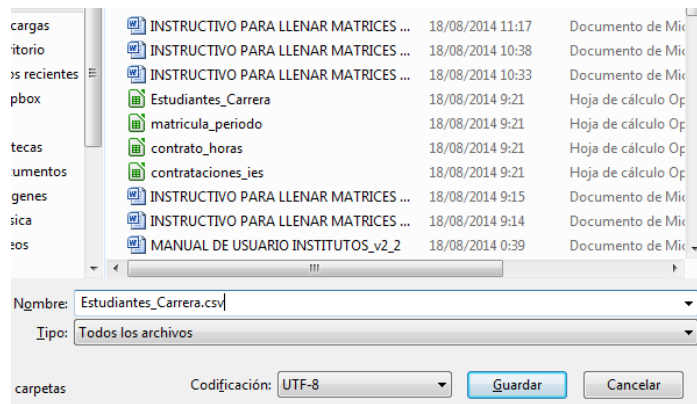 cargas
ritorio
os recientes
pbox
tecas
cumentos
genes
sica
eos
INSTRUCTIVO PARA LLENAR MATRICES ... 18/08/2014 11:17 Documento de Mic
INSTRUCTIVO PARA LLENAR MATRICES ... 18/08/2014 10:38 Documento de Mic
INSTRUCTIVO PARA LLENAR MATRICES ... 18/08/2014 10:33 Documento de Mic
Estudiantes_Carrera 18/08/2014 9:21 Hoja de cálculo Op
matricula_periodo 18/08/2014 9:21 Hoja de cálculo Op
contrato_horas 18/08/2014 9:21 Hoja de cálculo Op
contrataciones_ies 18/08/2014 9:21 Hoja de cálculo Op
INSTRUCTIVO PARA LLENAR MATRICES ... 18/08/2014 9:15 Documento de Mic
INSTRUCTIVO PARA LLENAR MATRICES ... 18/08/2014 9:14 Documento de Mic
MANUAL DE USUARIO INSTITUTOS_v2_2 18/08/2014 0:39 Documento de Mic
Nombre: Estudiantes_Carrera.csv
Tipo: Todos los archivos
carpetas Codificación: UTF-8 Guardar Cancelar